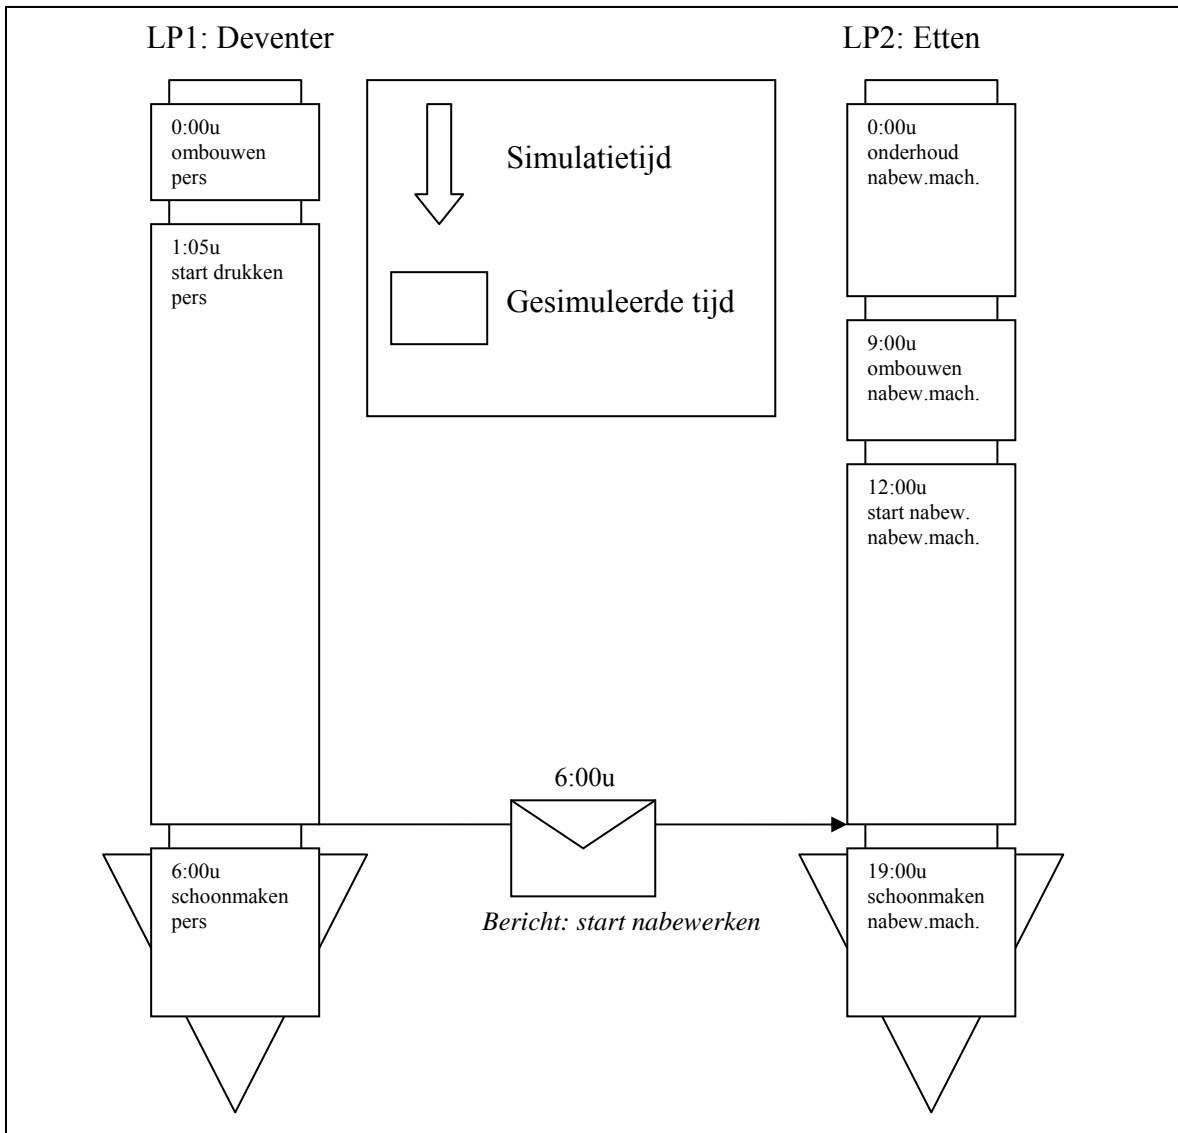 LP1: Deventer
LP2: Etten
0:00u
ombouwen
pers
1:05u
start drukken
pers
Simulatietijd
Gesimuleerde tijd
0:00u
onderhoud
nabew.mach.
9:00u
ombouwen
nabew.mach.
12:00u
start nabew.
nabew.mach.
6:00u
Bericht: start nabewerken
6:00u
schoonmaken
pers
19:00u
schoonmaken
nabew.mach.